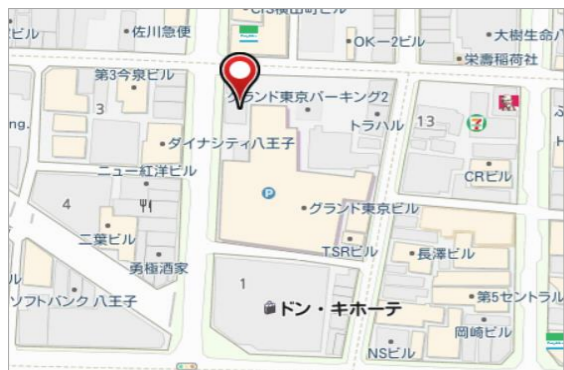 CIS横山町ビル
ビル
佐川急便
OK－2ビル
大樹生命八
栄壽稲荷社
第3今泉ビル
3
グランド東京パーキング2
トラハル
13
ng.
ダイナシティ八王子
ニュー紅洋ビル
CRビル
4
P
グランド東京ビル
二葉ビル
TSRビル
長澤ビル
勇極酒家
ル
ソフトバンク 八王子
1
ドン・キホーテ
第5セントラル
岡崎ビル
NSビル